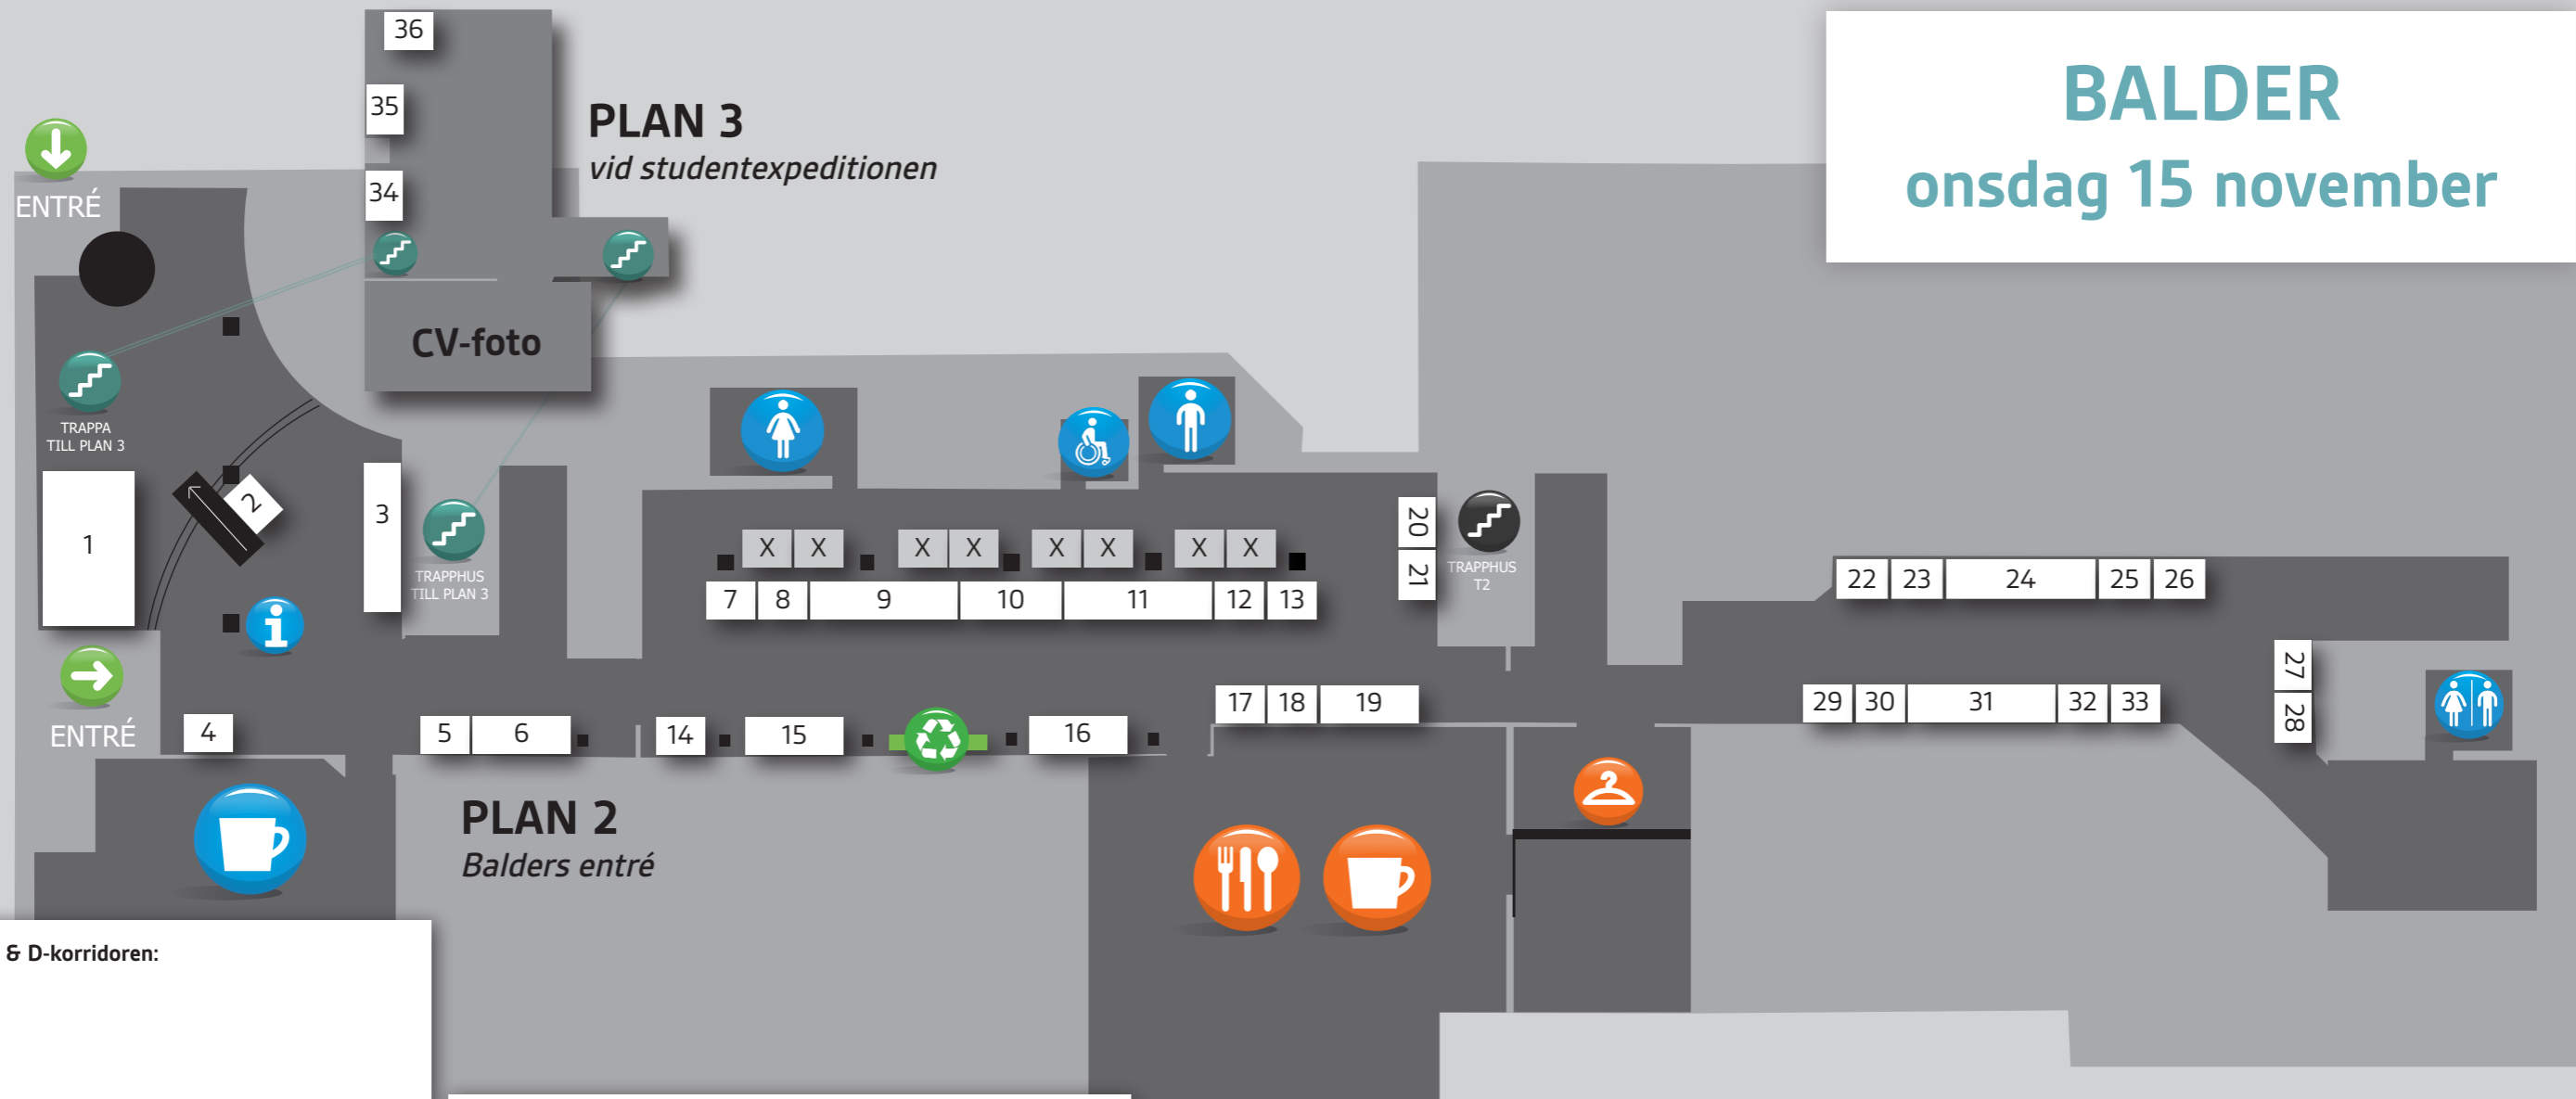 BALDER
onsdag 15 november
36
35
34
PLAN 3
vid studentexpeditionen
ENTRÉ
CV-foto
TRAPPA
TILL PLAN 3
1
2
3
TRAPPHUS
TILL PLAN 3
X X X X X X X X
7 8 9 10 11 12 13
20
21
TRAPPHUS
T2
22 23 24 25 26
27
28
ENTRÉ
4
5 6
14
15
16
17 18 19
29 30 31 32 33
PLAN 2
Balders entré
& D-korridoren: